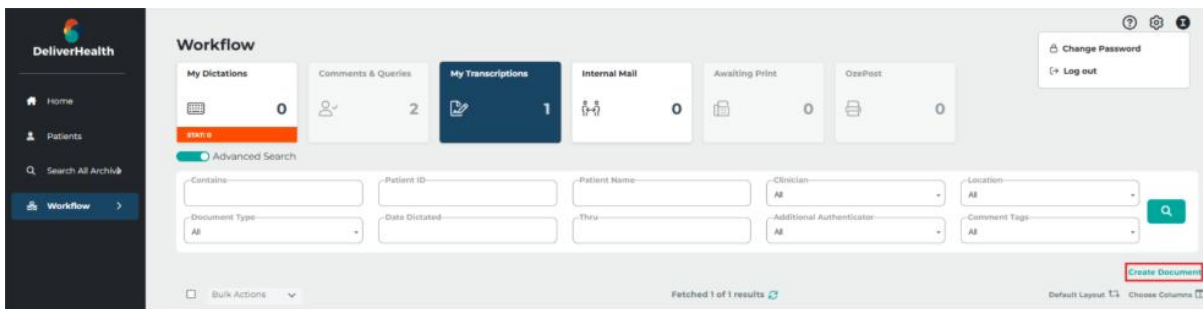 DeliverHealth
Home
Patients
Search All Archive
Workflow
Workflow
Change Password
Log out
My Dictations
0
STAT: 0
Comments & Queries
2
My Transcriptions
1
Internal Mail
0
Awaiting Print
0
OzePost
0
Advanced Search
Contains
Patient ID
Patient Name
Clinician
All
Location
All
Document Type
All
Date Dictated
Thru
Additional Authenticator
All
Comment Tags
All
Create Document
Bulk Actions
Fetched 1 of 1 results
Default Layout
Choose Columns